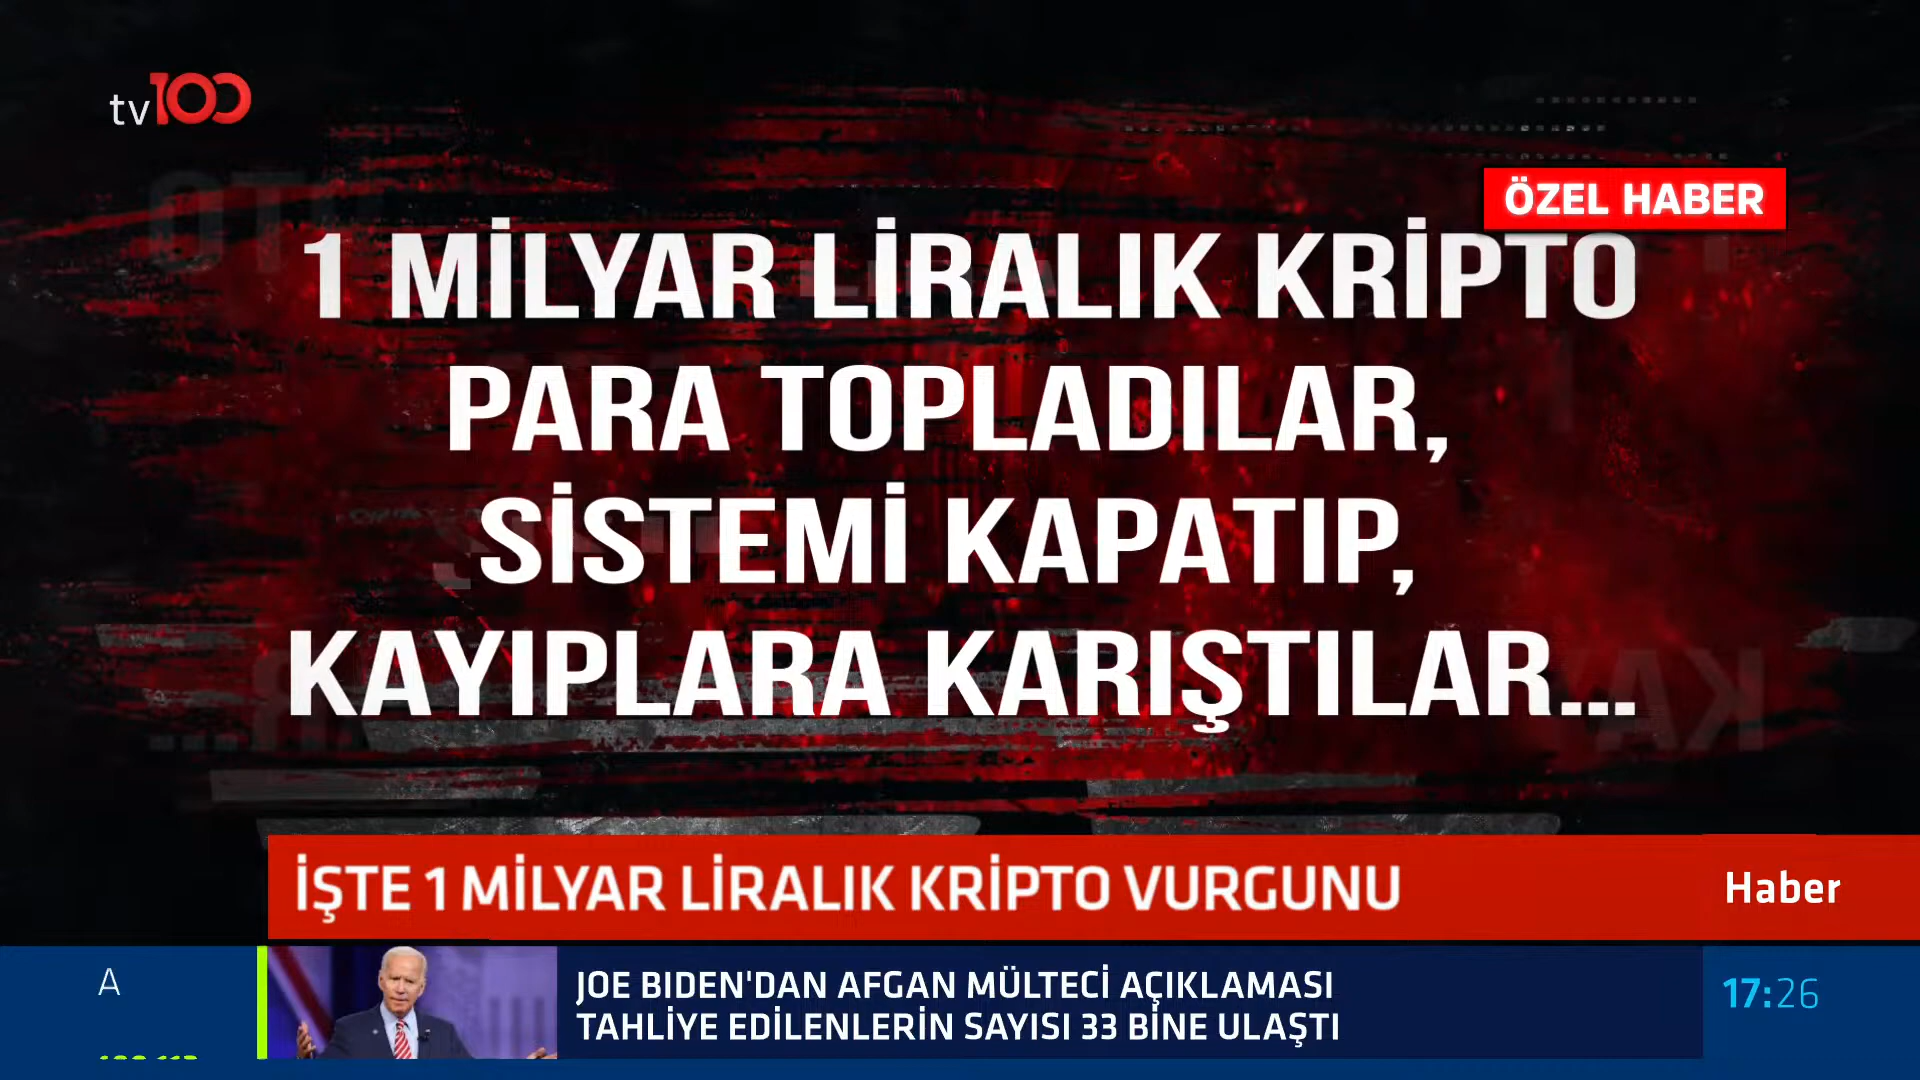 tv100
ÖZEL HABER
1 MİLYAR LİRALIK KRİPTO
PARA TOPLADILAR,
SİSTEMİ KAPATIP,
KAYIPLARA KARIŞTILAR...
İŞTE 1 MİLYAR LİRALIK KRİPTO VURGUNU
Haber
A
JOE BIDEN'DAN AFGAN MÜLTECİ AÇIKLAMASI
TAHLİYE EDİLENLERİN SAYISI 33 BİNE ULAŞTI
17:26